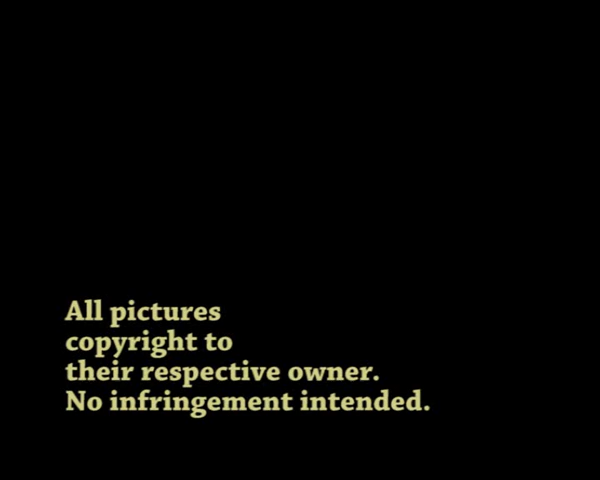 All pictures
copyright to
their respective owner.
No infringement intended.